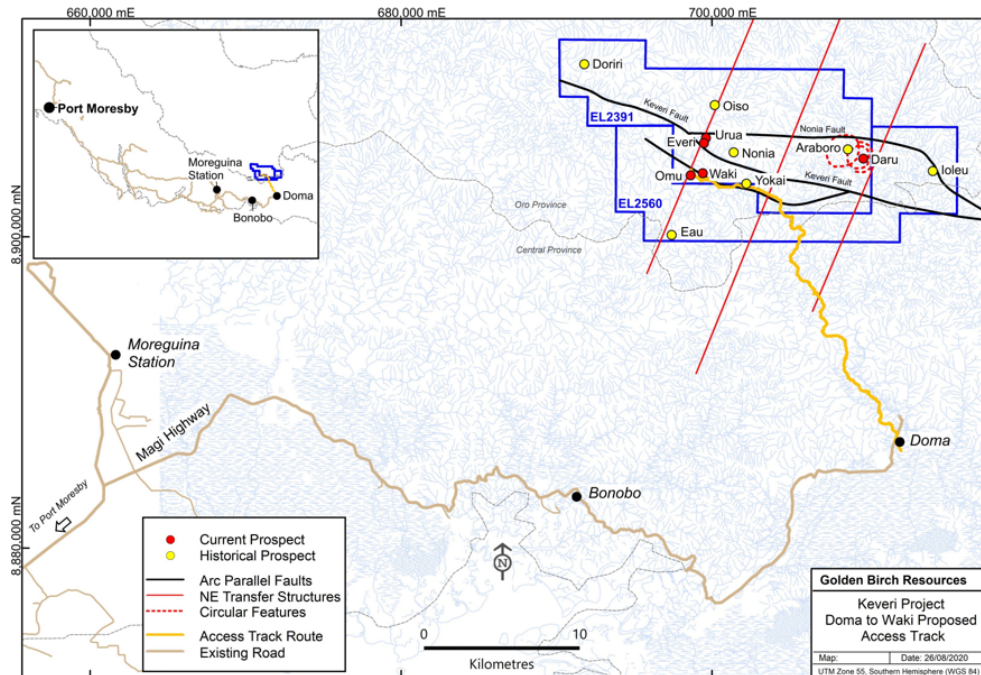 660,000 mE
680,000 mE
700,000 mE
8,900,000 mN
8,880,000 mN
Port Moresby
Moreguina
Station
Bonobo
Doma
Doriri
Oiso
Keveri Fault
EL2391
Urua
Everi
Nonia
Nonia Fault
Araboro
Daru
Ioleu
Omu
Waki
Yokai
Keveri Fault
EL2560
Eau
Oro Province
Central Province
Moreguina
Station
Magi Highway
To Port Moresby
Bonobo
Doma
Current Prospect
Historical Prospect
Arc Parallel Faults
NE Transfer Structures
Circular Features
Access Track Route
Existing Road
N
0 10
Kilometres
Golden Birch Resources
Keveri Project
Doma to Waki Proposed
Access Track
Map: Date: 26/08/2020
UTM Zone 55, Southern Hemisphere (WGS 84)